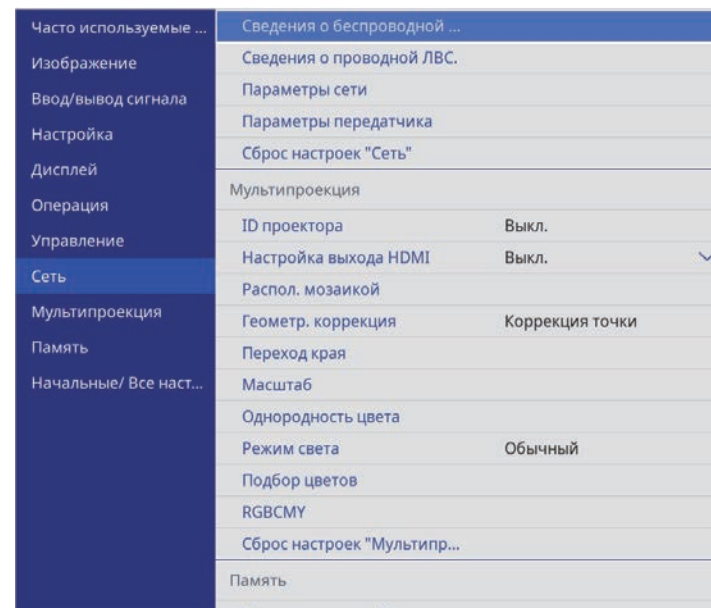 Часто используемые ...
Изображение
Ввод/вывод сигнала
Настройка
Дисплей
Операция
Управление
Сеть
Мультипроекция
Память
Начальные/ Все наст...
Сведения о беспроводной ...
Сведения о проводной ЛВС.
Параметры сети
Параметры передатчика
Сброс настроек "Сеть"
Мультипроекция
ID проектора Выкл.
Настройка выхода HDMI Выкл.
Распол. мозаикой
Геометр. коррекция Коррекция точки
Переход края
Масштаб
Однородность цвета
Режим света Обычный
Подбор цветов
RGBCMY
Сброс настроек "Мультипр...
Память